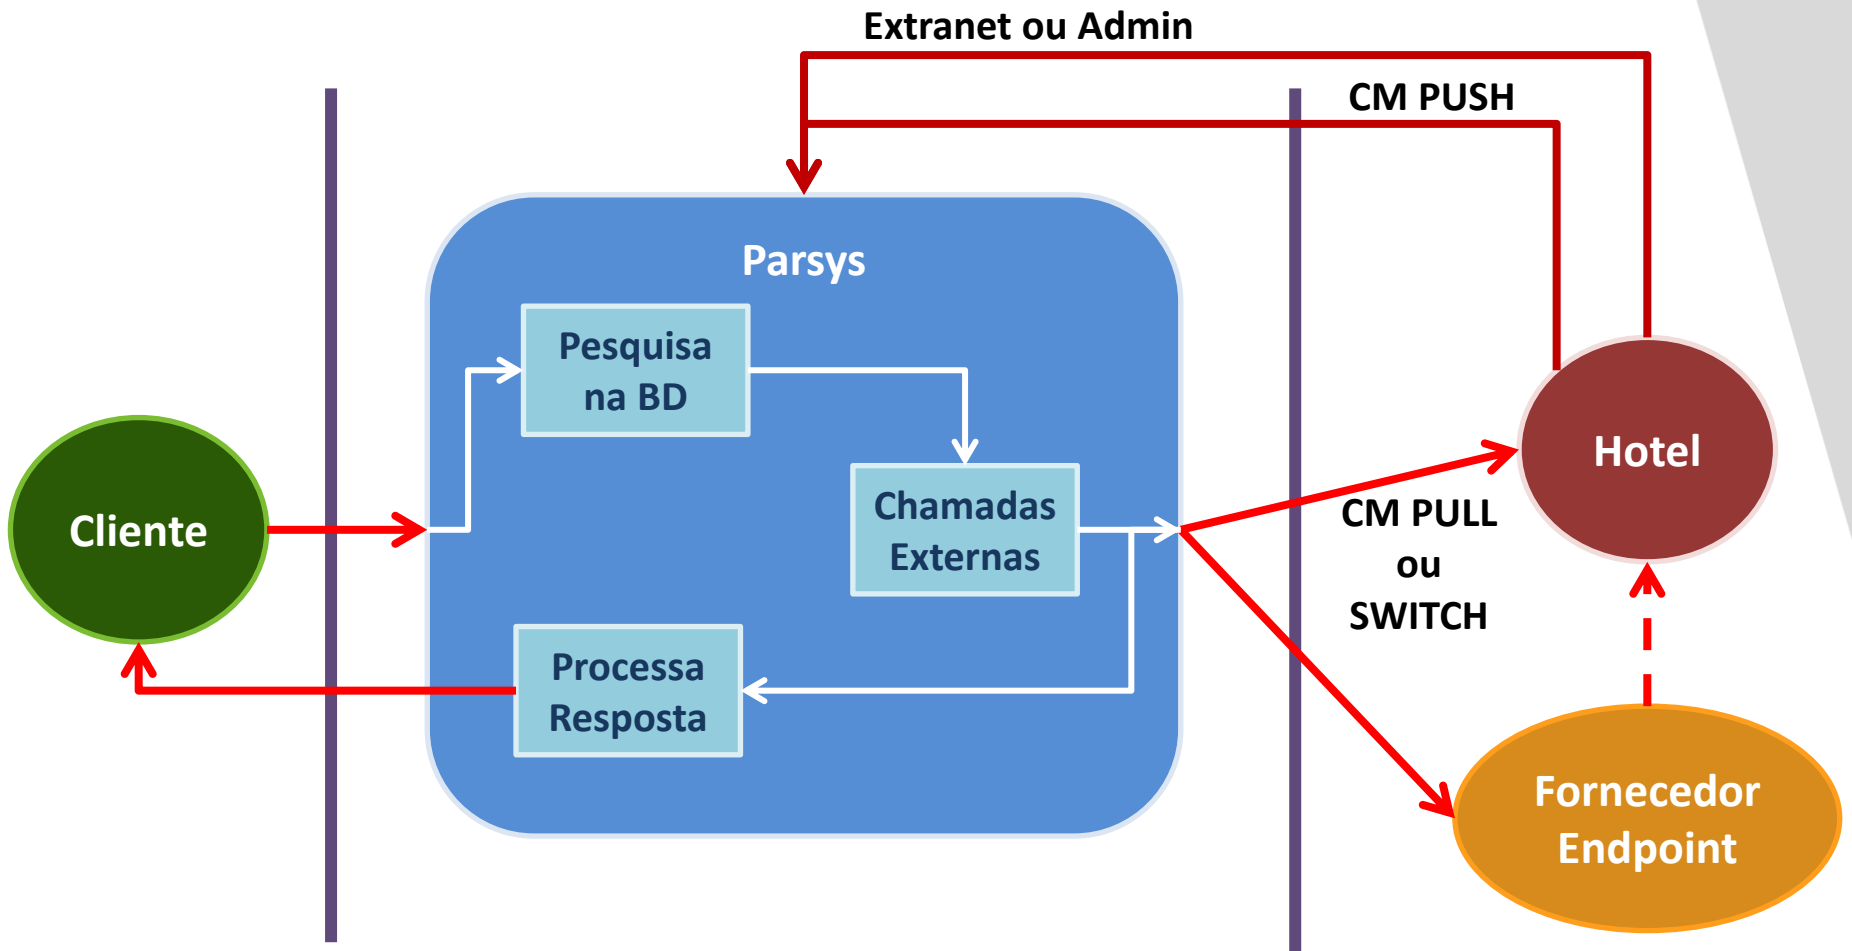 Extranet ou Admin
CM PUSH
Parsys
Pesquisa
na BD
Hotel
Cliente
Chamadas
Externas
CM PULL
ou
SWITCH
Processa
Resposta
Fornecedor
Endpoint